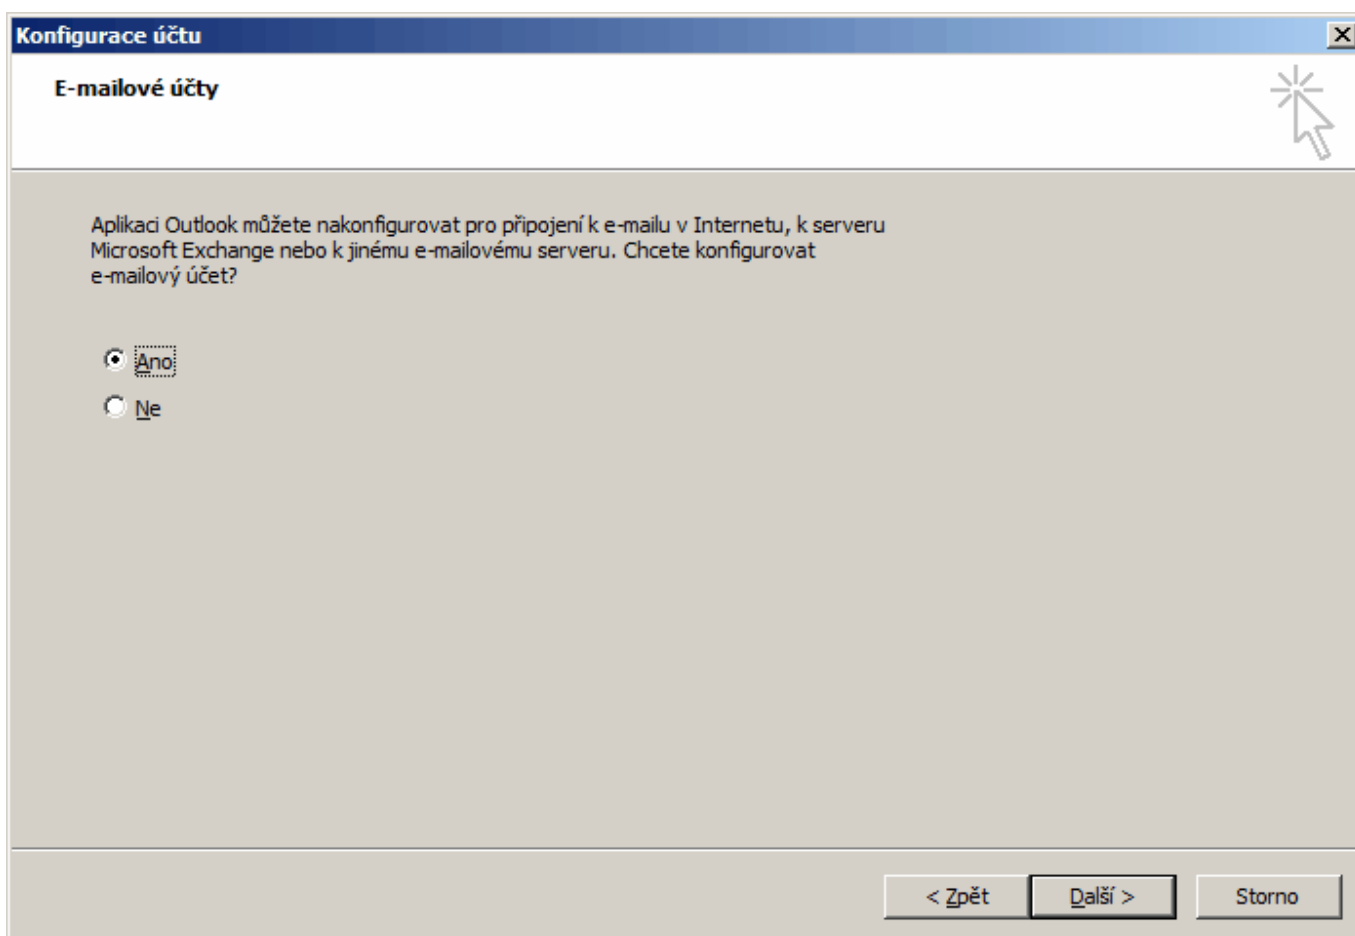 Konfigurace účtu
E-mailové účty
Aplikaci Outlook můžete nakonfigurovat pro připojení k e-mailu v Internetu, k serveru
Microsoft Exchange nebo k jinému e-mailovému serveru. Chcete konfigurovat
e-mailový účet?
Ano
Ne
< Zpět Další > Storno